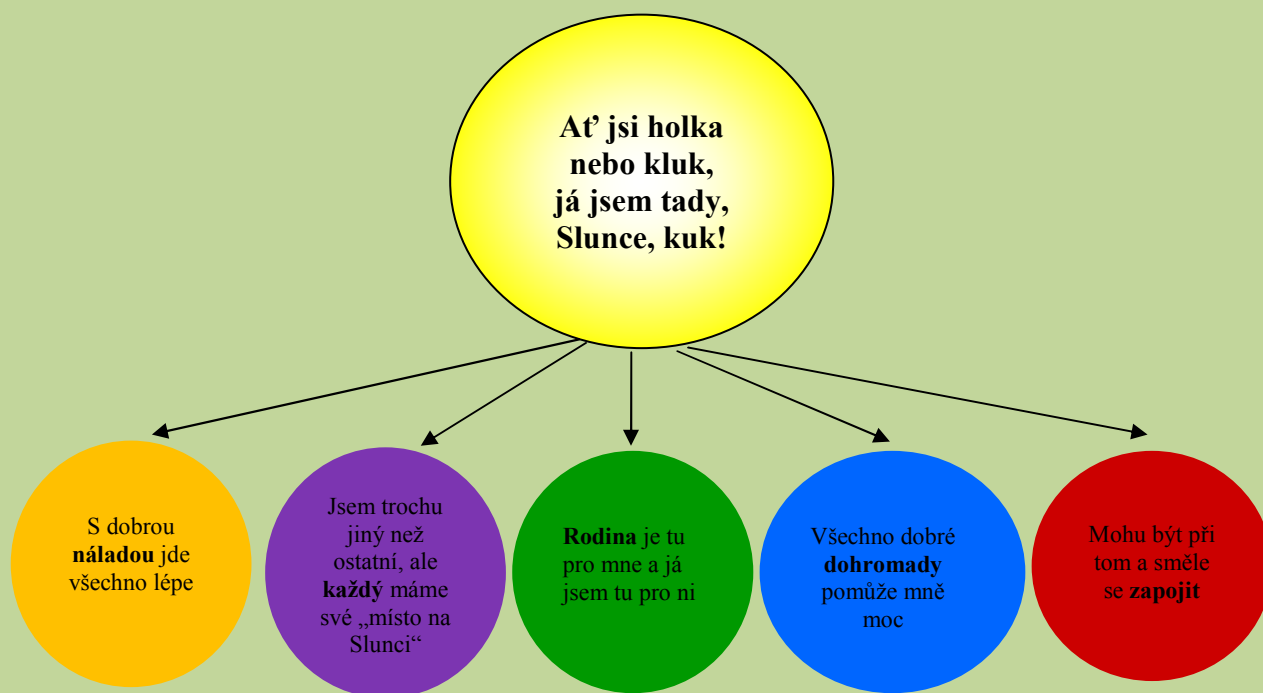 Ať jsi holka
nebo kluk,
já jsem tady,
Slunce, kuk!
S dobrou
náladou jde
všechno lépe
Jsem trochu
jiný než
ostatní, ale
každý máme
své „místo na
Slunci“
Rodina je tu
pro mne a já
jsem tu pro ni
Všechno dobré
dohromady
pomůže mně
moc
Mohu být při
tom a směle
se zapojit